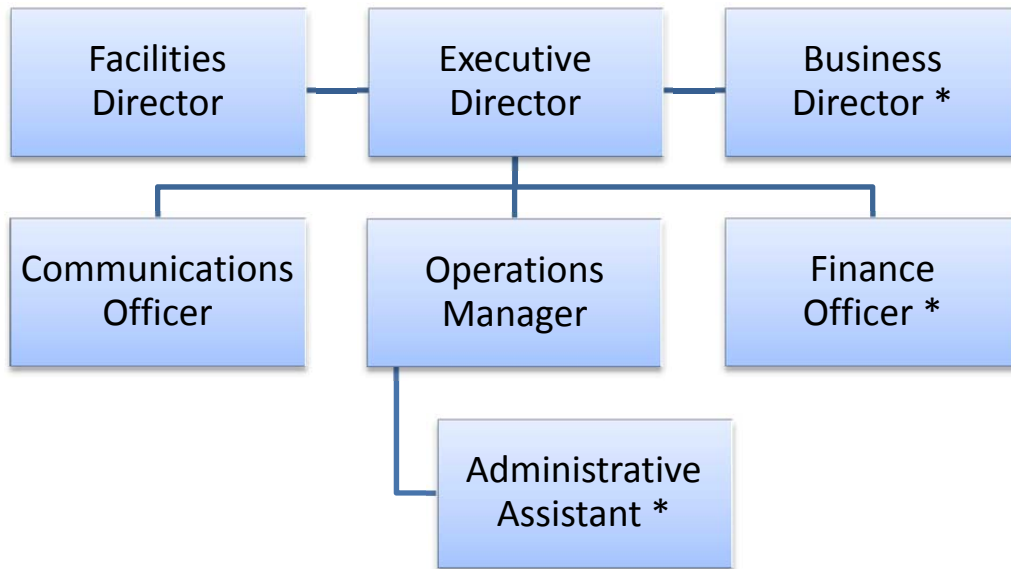 Facilities
Director
Executive
Director
Business
Director *
Communications
Officer
Operations
Manager
Finance
Officer *
Administrative
Assistant *